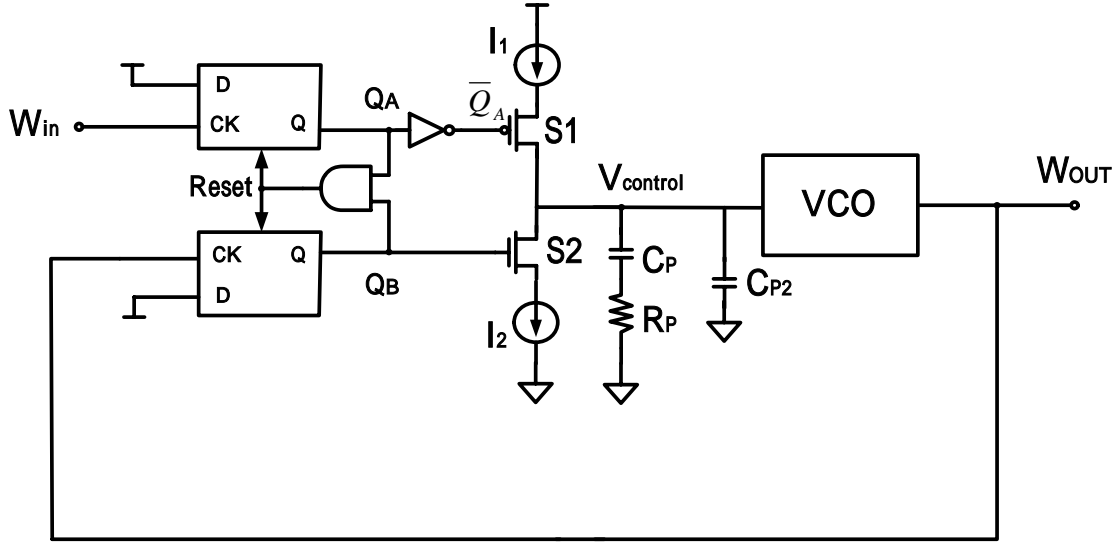 I1
D
QA
Q̅A
Win
CK
Q
S1
Reset
Vcontrol
WOUT
VCO
CK
Q
S2
QB
D
CP
CP2
RP
I2